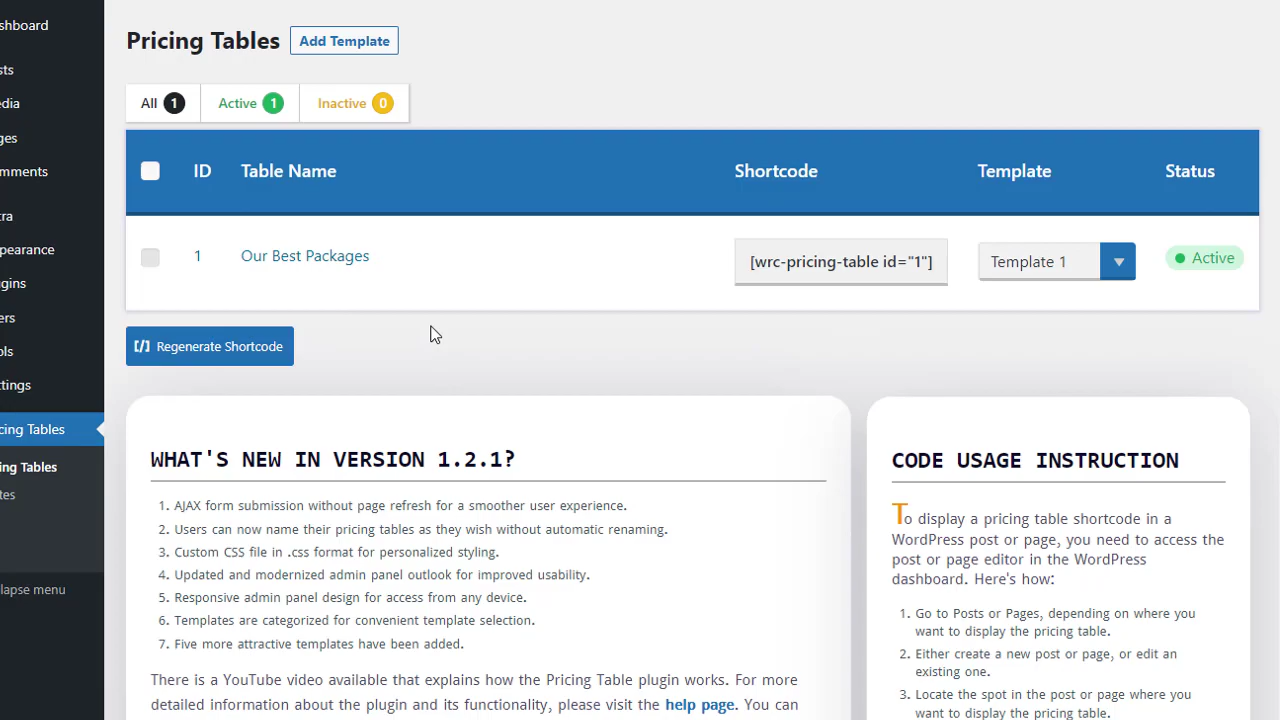 shboard
sts
edia
ges
mments
tra
pearance
gins
ers
ols
ttings
cing Tables
ing Tables
tes
lapse menu
Pricing Tables Add Template
All 1 Active 1 Inactive 0
ID Table Name Shortcode Template Status
1 Our Best Packages [wrc-pricing-table id="1"] Template 1 Active
[/] Regenerate Shortcode
WHAT'S NEW IN VERSION 1.2.1?
1. AJAX form submission without page refresh for a smoother user experience.
2. Users can now name their pricing tables as they wish without automatic renaming.
3. Custom CSS file in .css format for personalized styling.
4. Updated and modernized admin panel outlook for improved usability.
5. Responsive admin panel design for access from any device.
6. Templates are categorized for convenient template selection.
7. Five more attractive templates have been added.
There is a YouTube video available that explains how the Pricing Table plugin works. For more
detailed information about the plugin and its functionality, please visit the help page. You can
CODE USAGE INSTRUCTION
To display a pricing table shortcode in a
WordPress post or page, you need to access the
post or page editor in the WordPress
dashboard. Here's how:
1. Go to Posts or Pages, depending on where you
want to display the pricing table.
2. Either create a new post or page, or edit an
existing one.
3. Locate the spot in the post or page where you
want to display the pricing table.